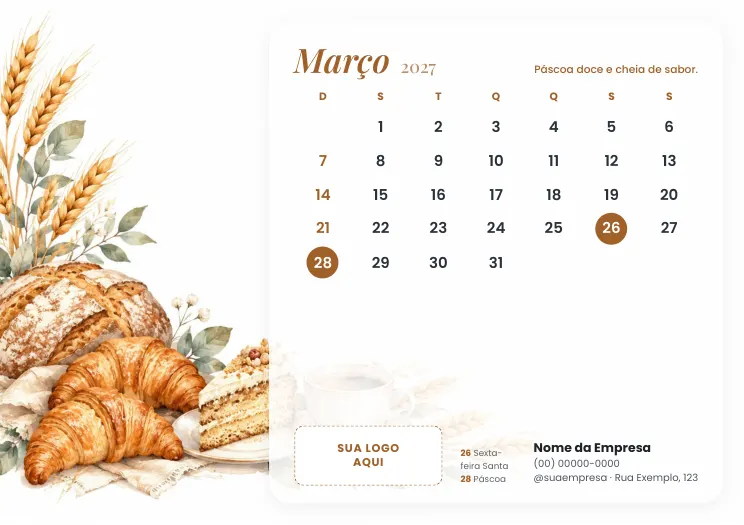 Março 2027
Páscoa doce e cheia de sabor.
D S T Q Q S S
1 2 3 4 5 6
7 8 9 10 11 12 13
14 15 16 17 18 19 20
21 22 23 24 25 26 27
28 29 30 31
SUA LOGO
AQUI
26 Sexta-
feira Santa
28 Páscoa
Nome da Empresa
(00) 00000-0000
@suaempresa · Rua Exemplo, 123